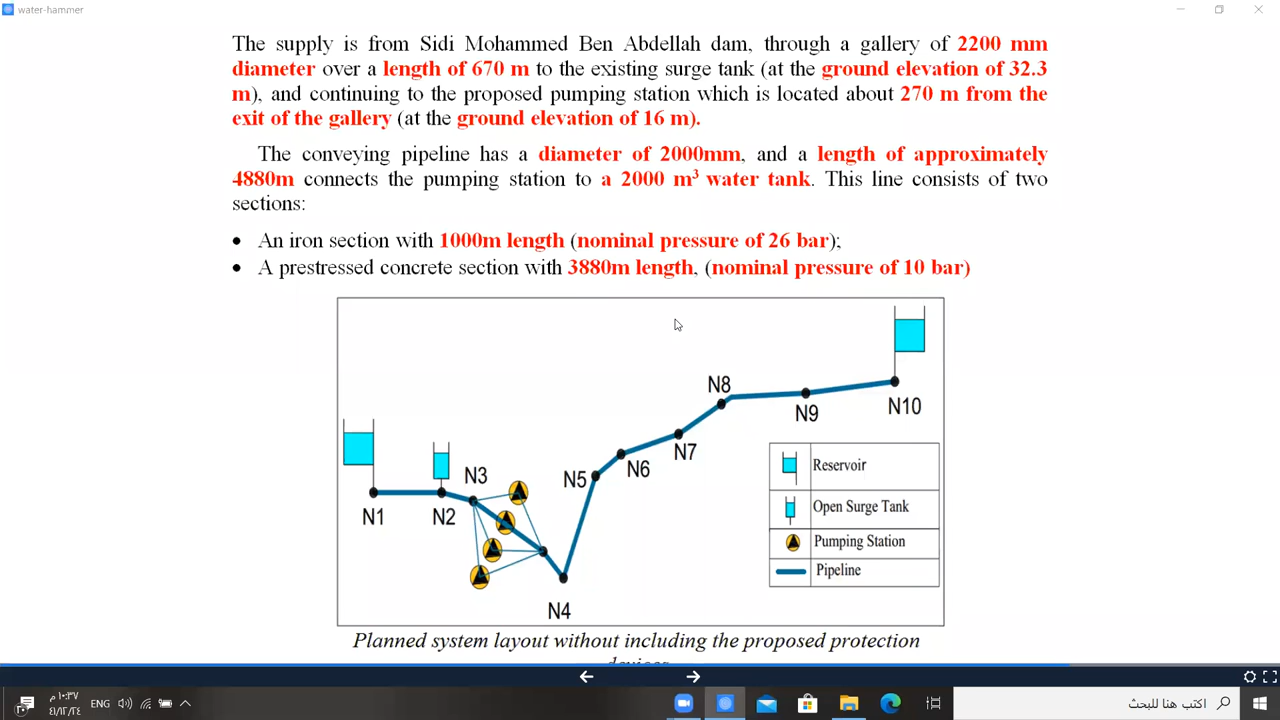 water-hammer
The supply is from Sidi Mohammed Ben Abdellah dam, through a gallery of 2200 mm
diameter over a length of 670 m to the existing surge tank (at the ground elevation of 32.3
m), and continuing to the proposed pumping station which is located about 270 m from the
exit of the gallery (at the ground elevation of 16 m).
The conveying pipeline has a diameter of 2000mm, and a length of approximately
4880m connects the pumping station to a 2000 m³ water tank. This line consists of two
sections:
• An iron section with 1000m length (nominal pressure of 26 bar);
• A prestressed concrete section with 3880m length, (nominal pressure of 10 bar)
N8
N9
N10
N7
N6
N5
N3
N1
N2
N4
Reservoir
Open Surge Tank
Pumping Station
Pipeline
Planned system layout without including the proposed protection
devices
ENG
١٠:٣٧ م
اكتب هنا للبحث